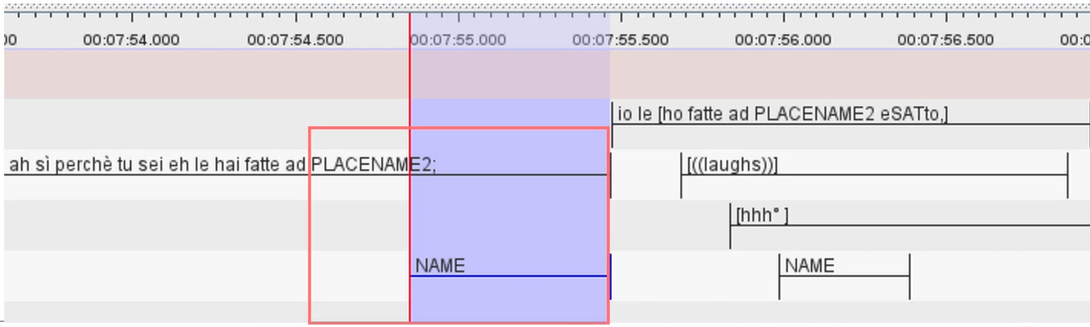 00 00:07:54.000 00:07:54.500 00:07:55.000 00:07:55.500 00:07:56.000 00:07:56.500 00:0
io le [ho fatte ad PLACENAME2 eSATto,]
ah sì perchè tu sei eh le hai fatte ad PLACENAME2; [((laughs))]
[hhh° ]
NAME NAME